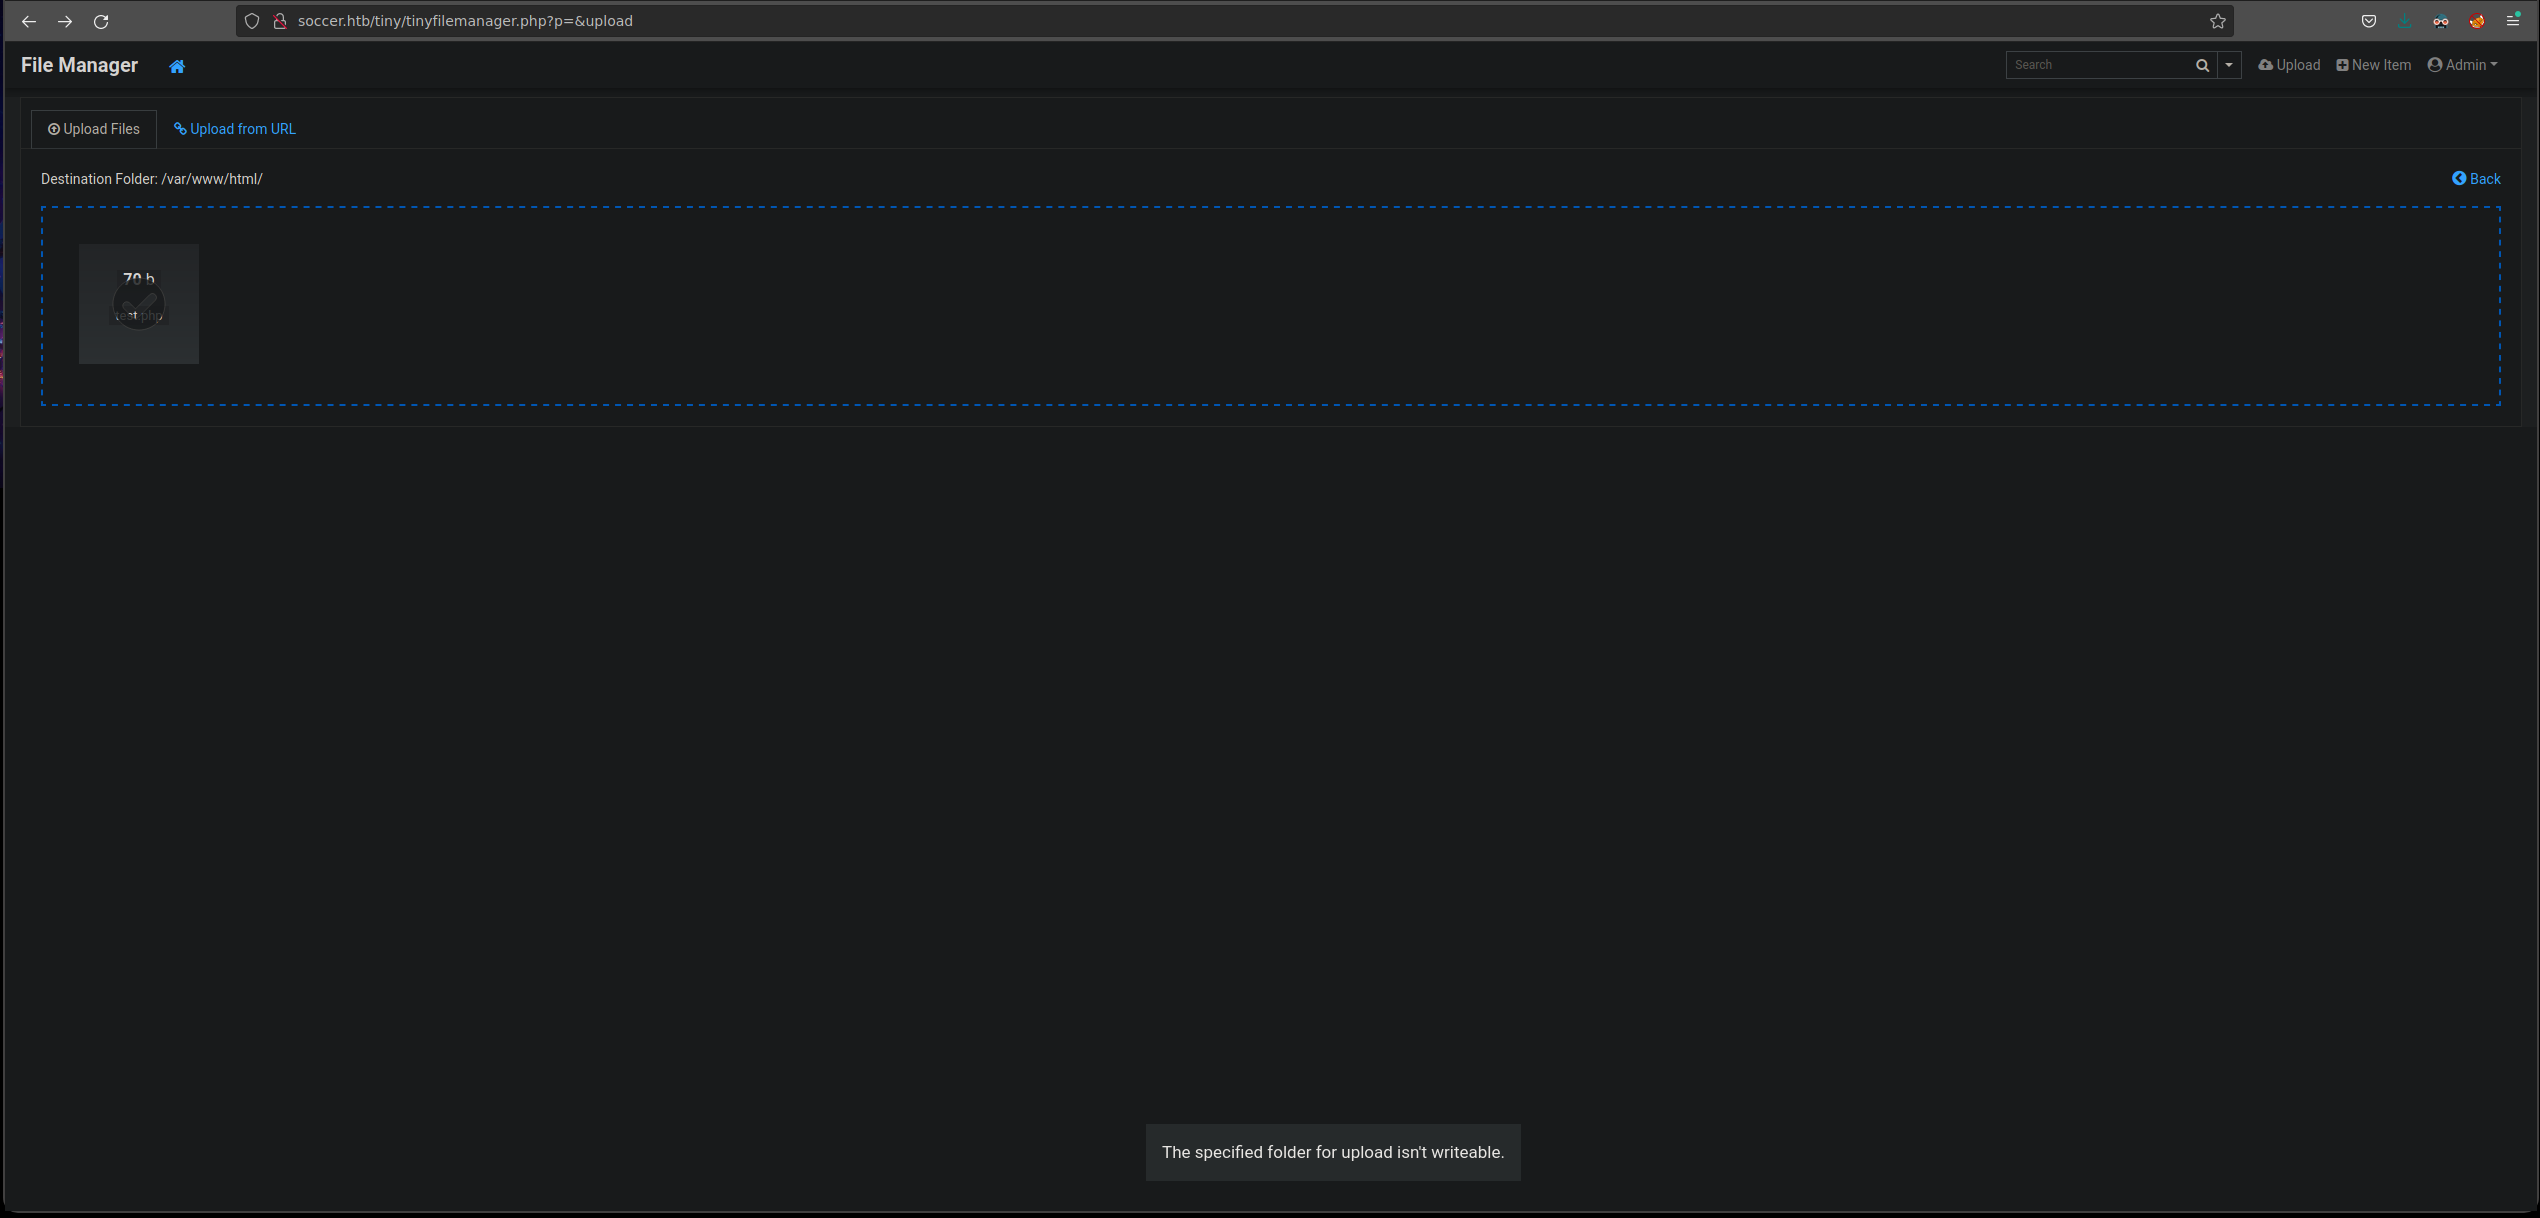 soccer.htb/tiny/tinyfilemanager.php?p=&upload
File Manager
Search
Upload
New Item
Admin
Upload Files
Upload from URL
Destination Folder: /var/www/html/
Back
70 b
test.php
The specified folder for upload isn't writeable.